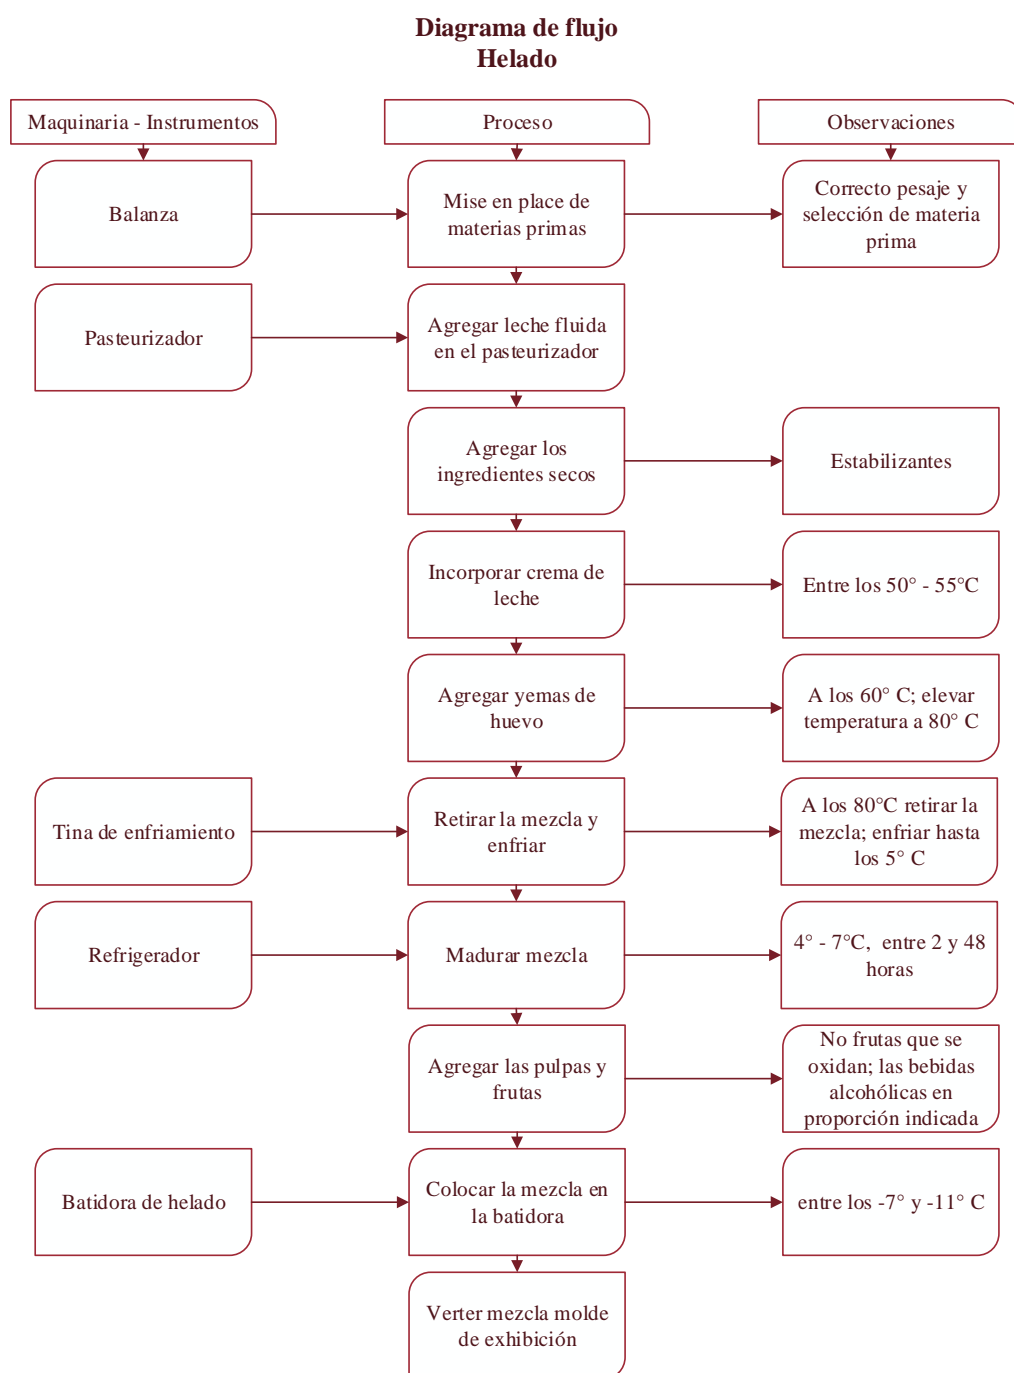 Diagrama de flujo
Helado
Maquinaria - Instrumentos
Proceso
Observaciones
Balanza
Mise en place de
materias primas
Correcto pesaje y
selección de materia
prima
Pasteurizador
Agregar leche fluida
en el pasteurizador
Agregar los
ingredientes secos
Estabilizantes
Incorporar crema de
leche
Entre los 50° - 55°C
Agregar yemas de
huevo
A los 60° C; elevar
temperatura a 80° C
Tina de enfriamiento
Retirar la mezcla y
enfriar
A los 80°C retirar la
mezcla; enfriar hasta
los 5° C
Refrigerador
Madurar mezcla
4° - 7°C,  entre 2 y 48
horas
Agregar las pulpas y
frutas
No frutas que se
oxidan; las bebidas
alcohólicas en
proporción indicada
Batidora de helado
Colocar la mezcla en
la batidora
entre los -7° y -11° C
Verter mezcla molde
de exhibición